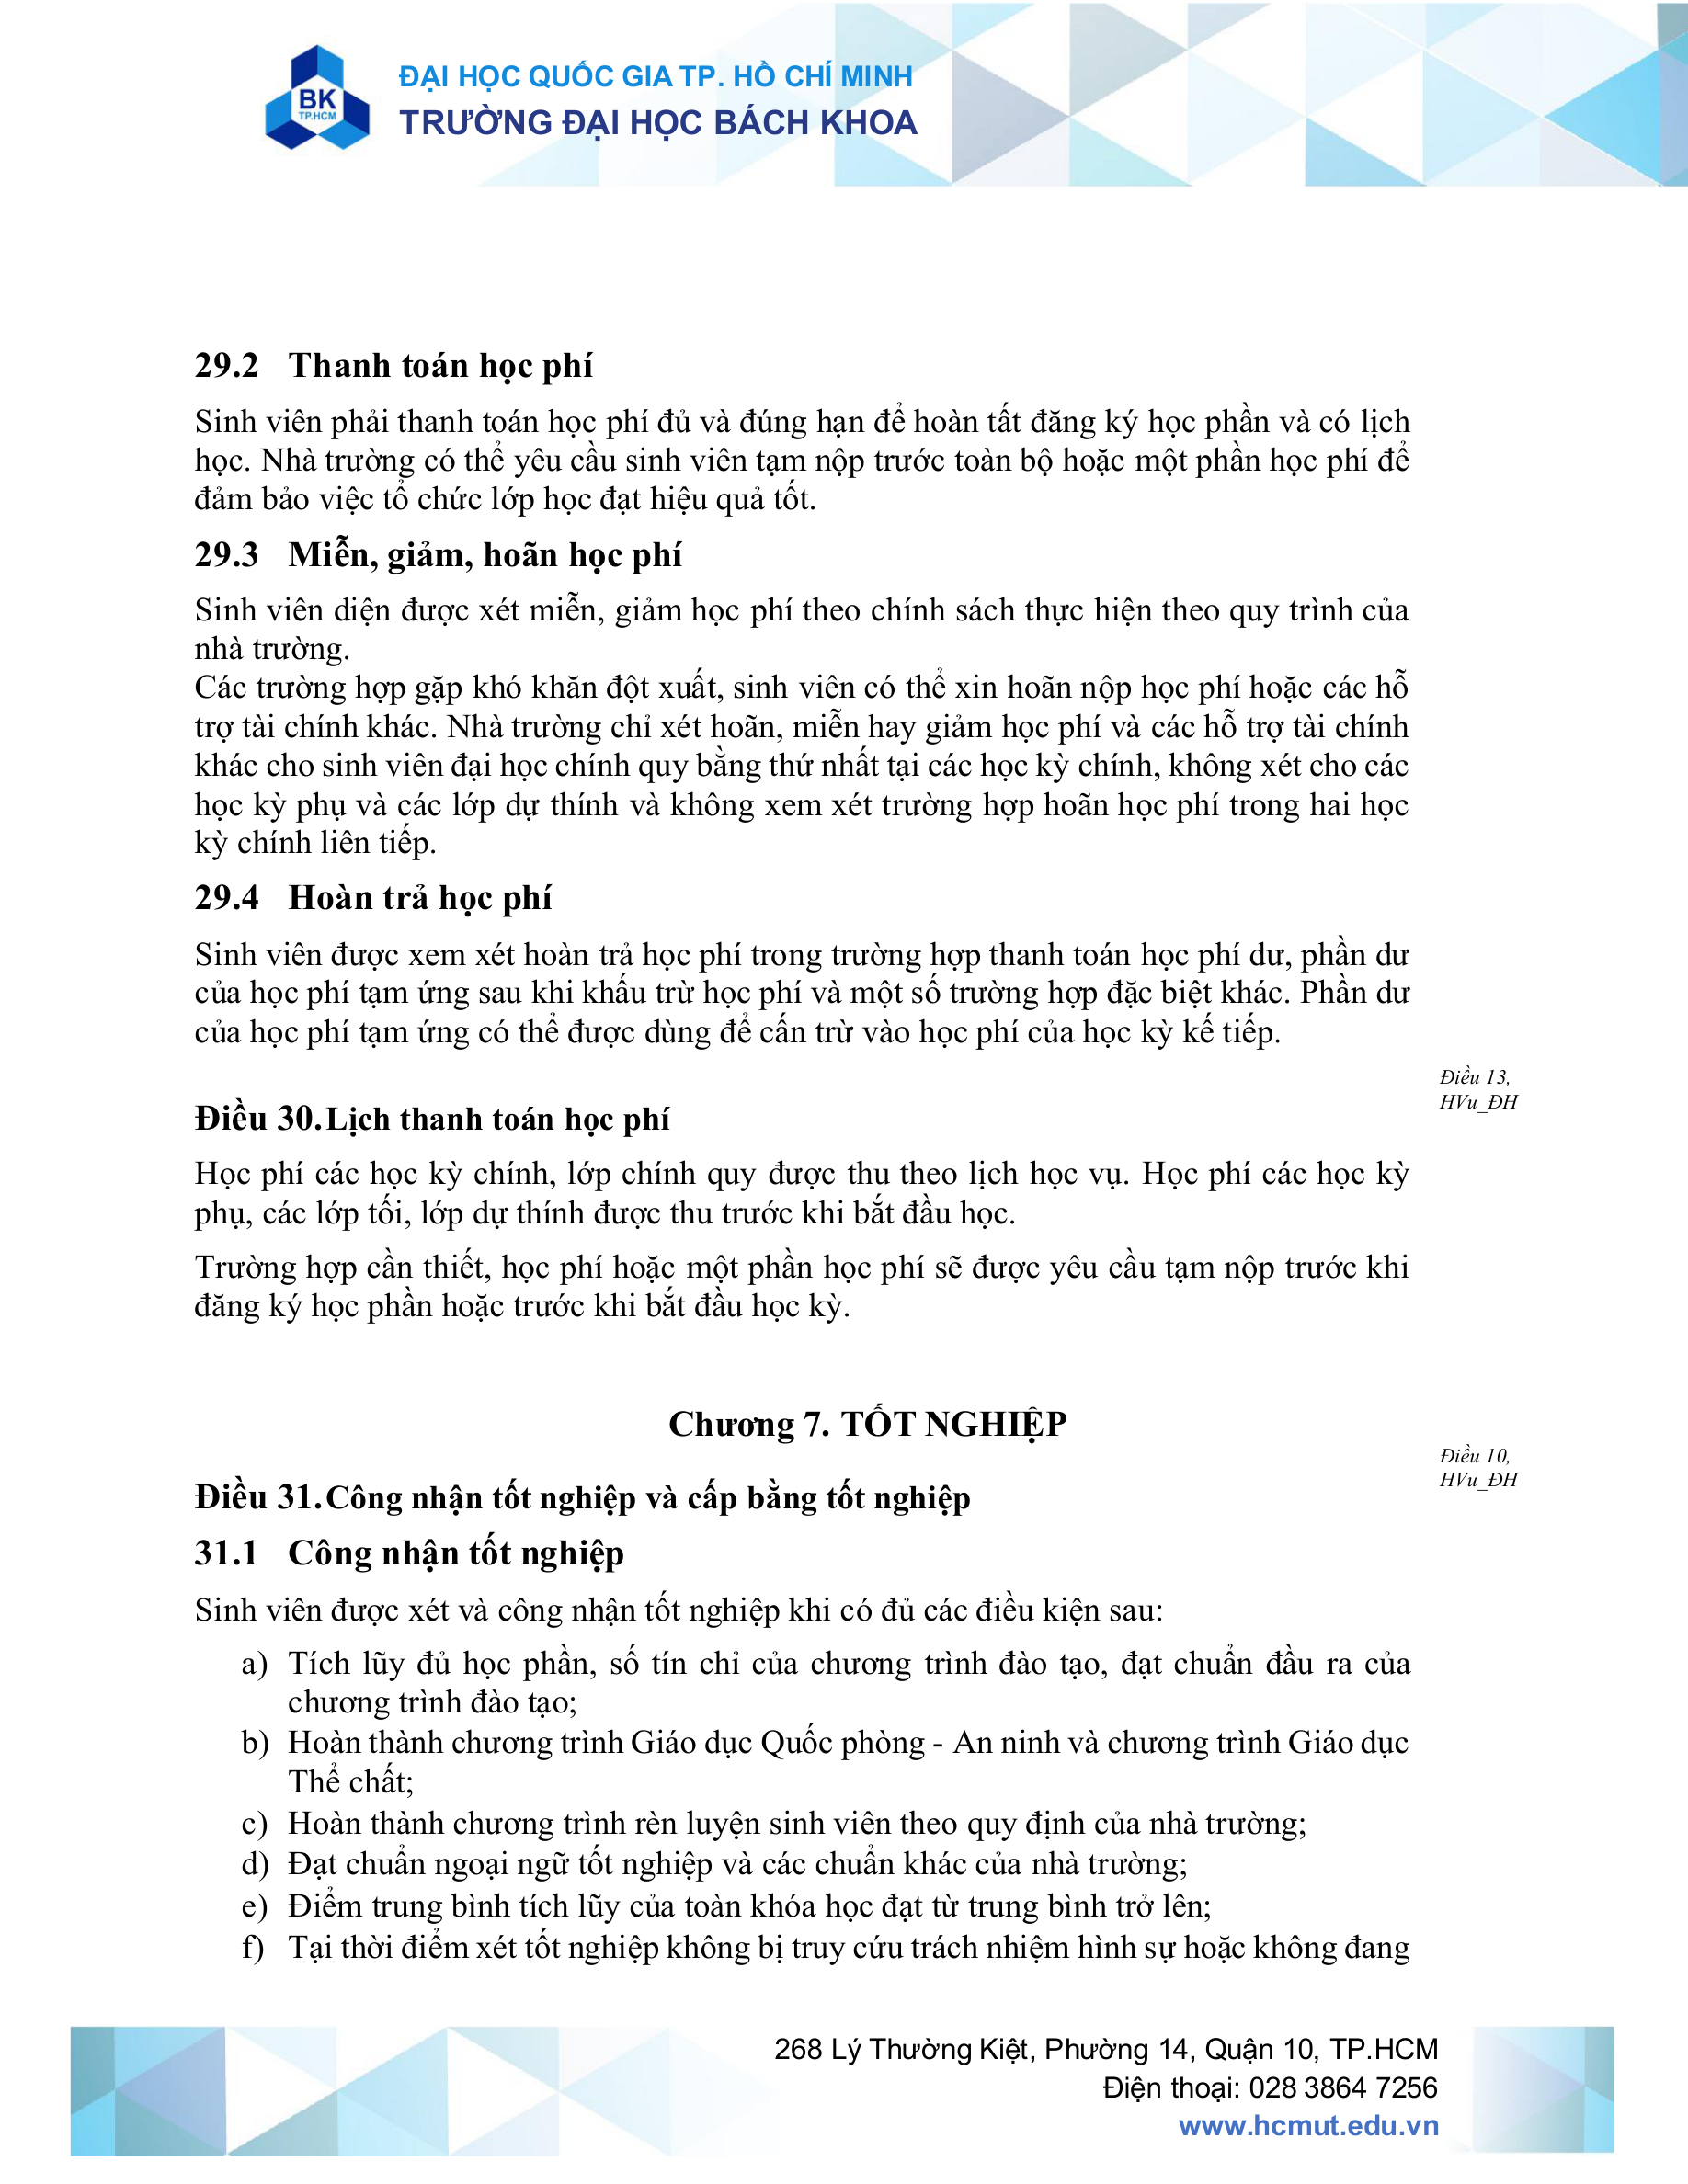 BK
TP.HCM
ĐẠI HỌC QUỐC GIA TP. HỒ CHÍ MINH
TRƯỜNG ĐẠI HỌC BÁCH KHOA
29.2 Thanh toán học phí
Sinh viên phải thanh toán học phí đủ và đúng hạn để hoàn tất đăng ký học phần và có lịch
học. Nhà trường có thể yêu cầu sinh viên tạm nộp trước toàn bộ hoặc một phần học phí để
đảm bảo việc tổ chức lớp học đạt hiệu quả tốt.
29.3 Miễn, giảm, hoãn học phí
Sinh viên diện được xét miễn, giảm học phí theo chính sách thực hiện theo quy trình của
nhà trường.
Các trường hợp gặp khó khăn đột xuất, sinh viên có thể xin hoãn nộp học phí hoặc các hỗ
trợ tài chính khác. Nhà trường chỉ xét hoãn, miễn hay giảm học phí và các hỗ trợ tài chính
khác cho sinh viên đại học chính quy bằng thứ nhất tại các học kỳ chính, không xét cho các
học kỳ phụ và các lớp dự thính và không xem xét trường hợp hoãn học phí trong hai học
kỳ chính liên tiếp.
29.4 Hoàn trả học phí
Sinh viên được xem xét hoàn trả học phí trong trường hợp thanh toán học phí dư, phần dư
của học phí tạm ứng sau khi khấu trừ học phí và một số trường hợp đặc biệt khác. Phần dư
của học phí tạm ứng có thể được dùng để cấn trừ vào học phí của học kỳ kế tiếp.
Điều 13,
HVu_ĐH
Điều 30. Lịch thanh toán học phí
Học phí các học kỳ chính, lớp chính quy được thu theo lịch học vụ. Học phí các học kỳ
phụ, các lớp tối, lớp dự thính được thu trước khi bắt đầu học.
Trường hợp cần thiết, học phí hoặc một phần học phí sẽ được yêu cầu tạm nộp trước khi
đăng ký học phần hoặc trước khi bắt đầu học kỳ.
Chương 7. TỐT NGHIỆP
Điều 10,
HVu_ĐH
Điều 31. Công nhận tốt nghiệp và cấp bằng tốt nghiệp
31.1 Công nhận tốt nghiệp
Sinh viên được xét và công nhận tốt nghiệp khi có đủ các điều kiện sau:
a) Tích lũy đủ học phần, số tín chỉ của chương trình đào tạo, đạt chuẩn đầu ra của
chương trình đào tạo;
b) Hoàn thành chương trình Giáo dục Quốc phòng - An ninh và chương trình Giáo dục
Thể chất;
c) Hoàn thành chương trình rèn luyện sinh viên theo quy định của nhà trường;
d) Đạt chuẩn ngoại ngữ tốt nghiệp và các chuẩn khác của nhà trường;
e) Điểm trung bình tích lũy của toàn khóa học đạt từ trung bình trở lên;
f) Tại thời điểm xét tốt nghiệp không bị truy cứu trách nhiệm hình sự hoặc không đang
268 Lý Thường Kiệt, Phường 14, Quận 10, TP.HCM
Điện thoại: 028 3864 7256
www.hcmut.edu.vn